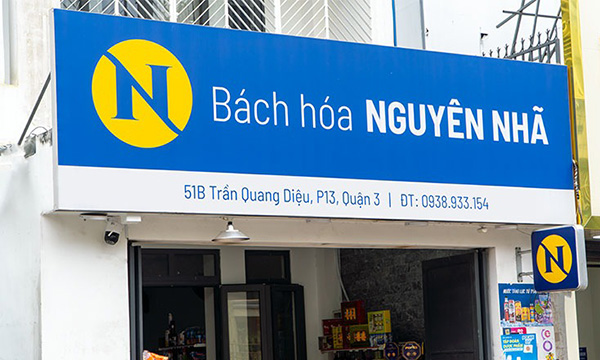 N Bách hóa NGUYÊN NHÃ
51B Trần Quang Diệu, P13, Quận 3 | ĐT: 0938.933.154
N